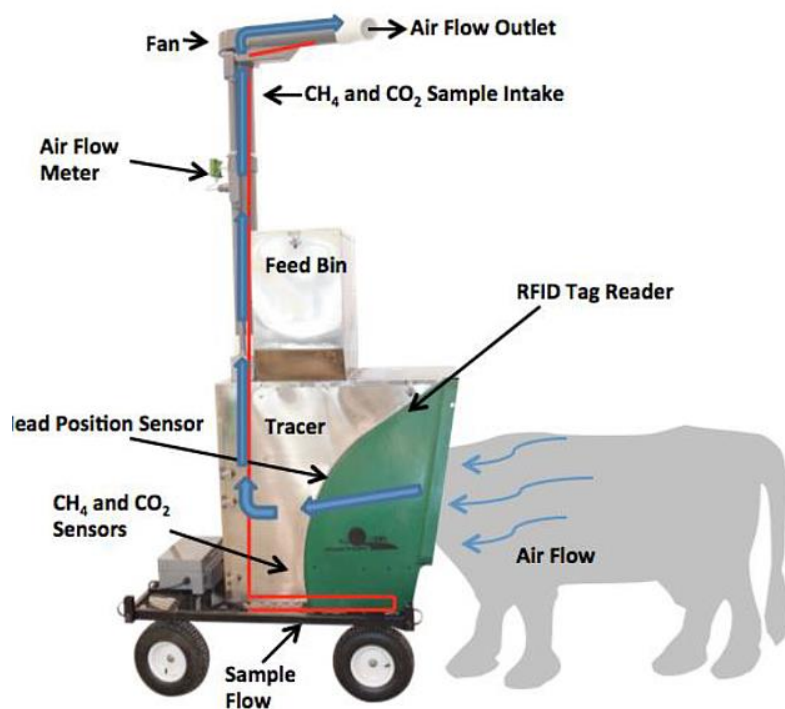 Fan
Air Flow Outlet
CH₄ and CO₂ Sample Intake
Air Flow
Meter
Feed Bin
RFID Tag Reader
lead Position Sensor
Tracer
CH₄ and CO₂
Sensors
Air Flow
Sample
Flow